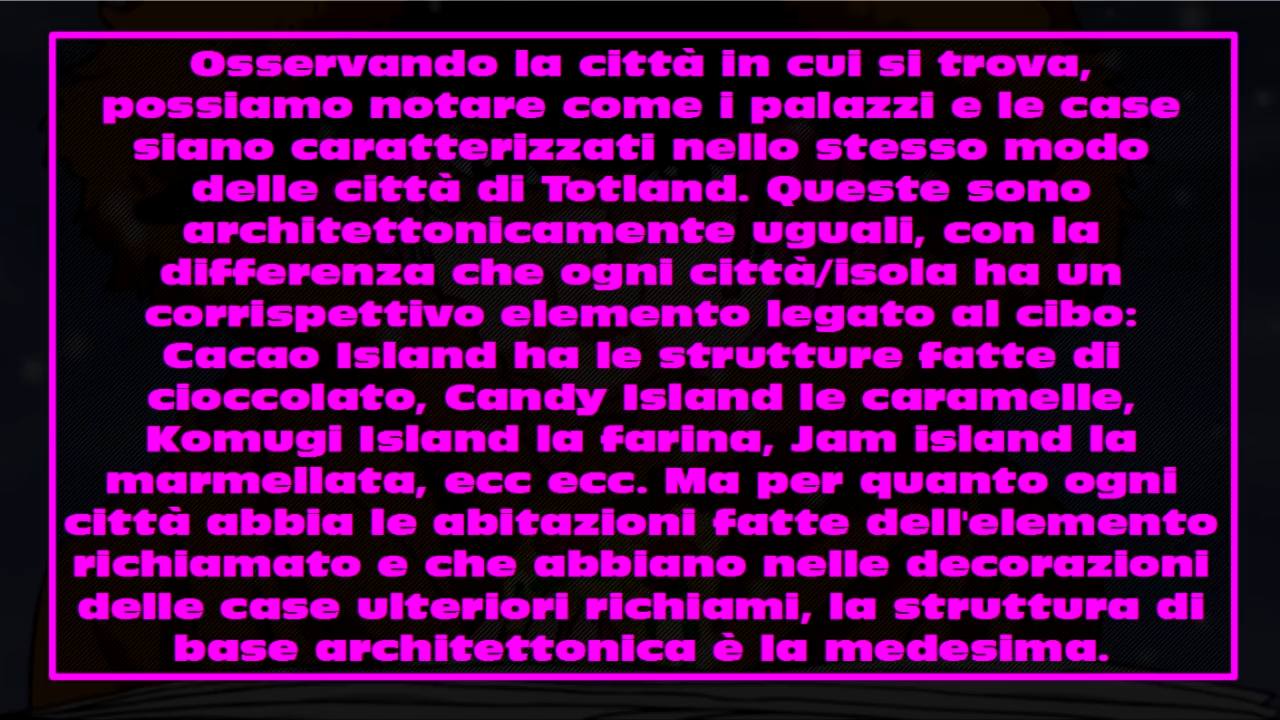 Osservando la città in cui si trova,
possiamo notare come i palazzi e le case
siano caratterizzati nello stesso modo
delle città di Totland. Queste sono
architettonicamente uguali, con la
differenza che ogni città/isola ha un
corrispettivo elemento legato al cibo:
Cacao Island ha le strutture fatte di
cioccolato, Candy Island le caramelle,
Komugi Island la farina, Jam island la
marmellata, ecc ecc. Ma per quanto ogni
città abbia le abitazioni fatte dell'elemento
richiamato e che abbiano nelle decorazioni
delle case ulteriori richiami, la struttura di
base architettonica è la medesima.